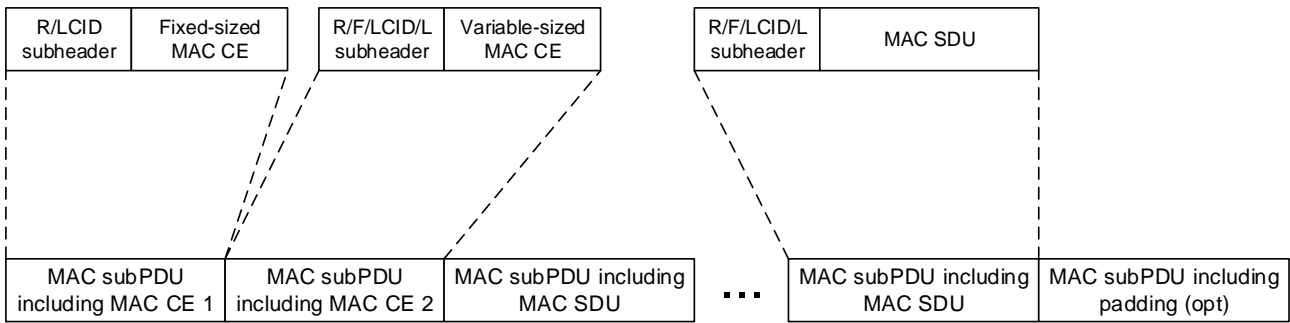 R/LCID
subheader
Fixed-sized
MAC CE
R/F/LCID/L
subheader
Variable-sized
MAC CE
R/F/LCID/L
subheader
MAC SDU
MAC subPDU
including MAC CE 1
MAC subPDU
including MAC CE 2
MAC subPDU including
MAC SDU
...
MAC subPDU including
MAC SDU
MAC subPDU including
padding (opt)